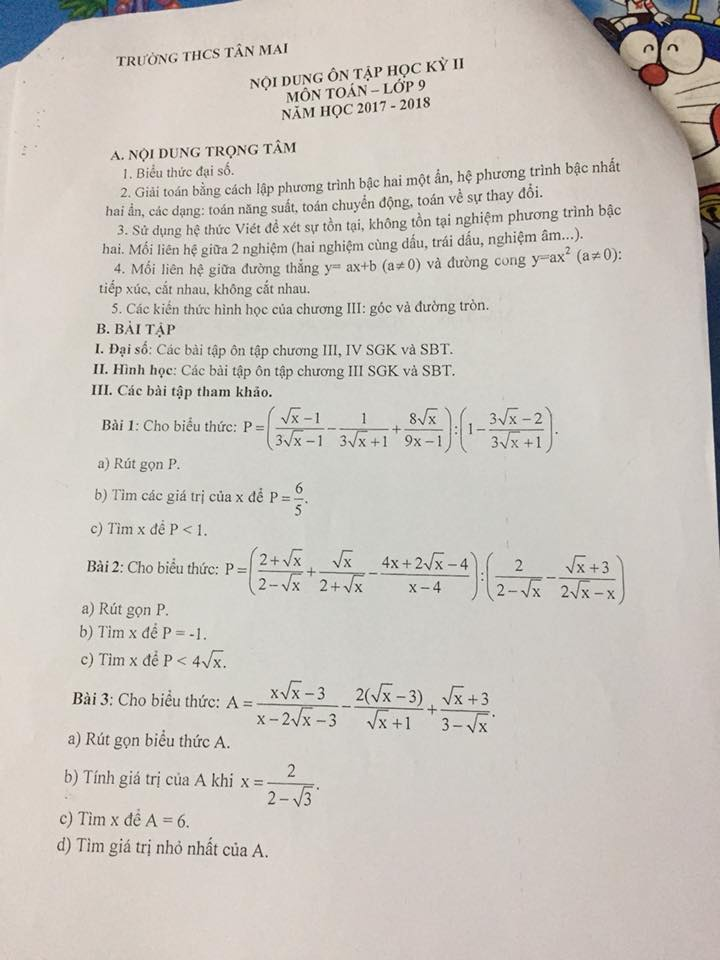 TRƯỜNG THCS TÂN MAI
NỘI DUNG ÔN TẬP HỌC KỲ II
MÔN TOÁN – LỚP 9
NĂM HỌC 2017 - 2018
A. NỘI DUNG TRỌNG TÂM
1. Biểu thức đại số.
2. Giải toán bằng cách lập phương trình bậc hai một ẩn, hệ phương trình bậc nhất
hai ẩn, các dạng: toán năng suất, toán chuyển động, toán về sự thay đổi.
3. Sử dụng hệ thức Viét để xét sự tồn tại, không tồn tại nghiệm phương trình bậc
hai. Mối liên hệ giữa 2 nghiệm (hai nghiệm cùng dấu, trái dấu, nghiệm âm...).
4. Mối liên hệ giữa đường thẳng y= ax+b (a≠0) và đường cong y=ax² (a≠0):
tiếp xúc, cắt nhau, không cắt nhau.
5. Các kiến thức hình học của chương III: góc và đường tròn.
B. BÀI TẬP
I. Đại số: Các bài tập ôn tập chương III, IV SGK và SBT.
II. Hình học: Các bài tập ôn tập chương III SGK và SBT.
III. Các bài tập tham khảo.
Bài 1: Cho biểu thức: P = ((√x − 1)/(3√x − 1) − 1/(3√x + 1) + 8√x/(9x − 1)) : (1 − (3√x − 2)/(3√x + 1)).
a) Rút gọn P.
b) Tìm các giá trị của x để P = 6/5.
c) Tìm x để P < 1.
Bài 2: Cho biểu thức: P = ((2 + √x)/(2 − √x) + √x/(2 + √x) − (4x + 2√x − 4)/(x − 4)) : (2/(2 − √x) − (√x + 3)/(2√x − x))
a) Rút gọn P.
b) Tìm x để P = -1.
c) Tìm x để P < 4√x.
Bài 3: Cho biểu thức: A = (x√x − 3)/(x − 2√x − 3) − 2(√x − 3)/(√x + 1) + (√x + 3)/(3 − √x).
a) Rút gọn biểu thức A.
b) Tính giá trị của A khi x = 2/(2 − √3).
c) Tìm x để A = 6.
d) Tìm giá trị nhỏ nhất của A.